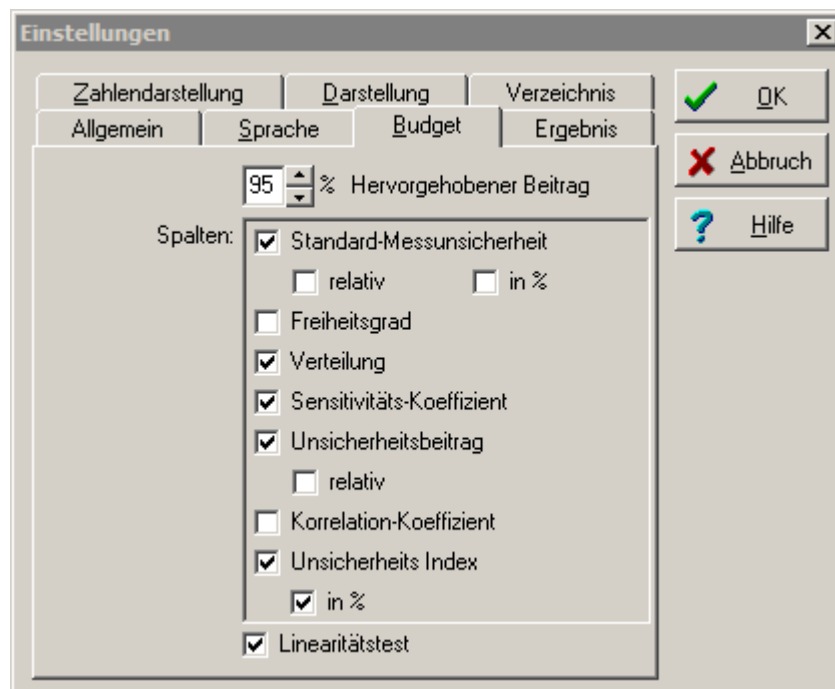 Einstellungen
Zahlendarstellung Darstellung Verzeichnis
Allgemein Sprache Budget Ergebnis
OK
Abbruch
Hilfe
95 % Hervorgehobener Beitrag
Spalten: Standard-Messunsicherheit
relativ in %
Freiheitsgrad
Verteilung
Sensitivitäts-Koeffizient
Unsicherheitsbeitrag
relativ
Korrelation-Koeffizient
Unsicherheits Index
in %
Linearitätstest